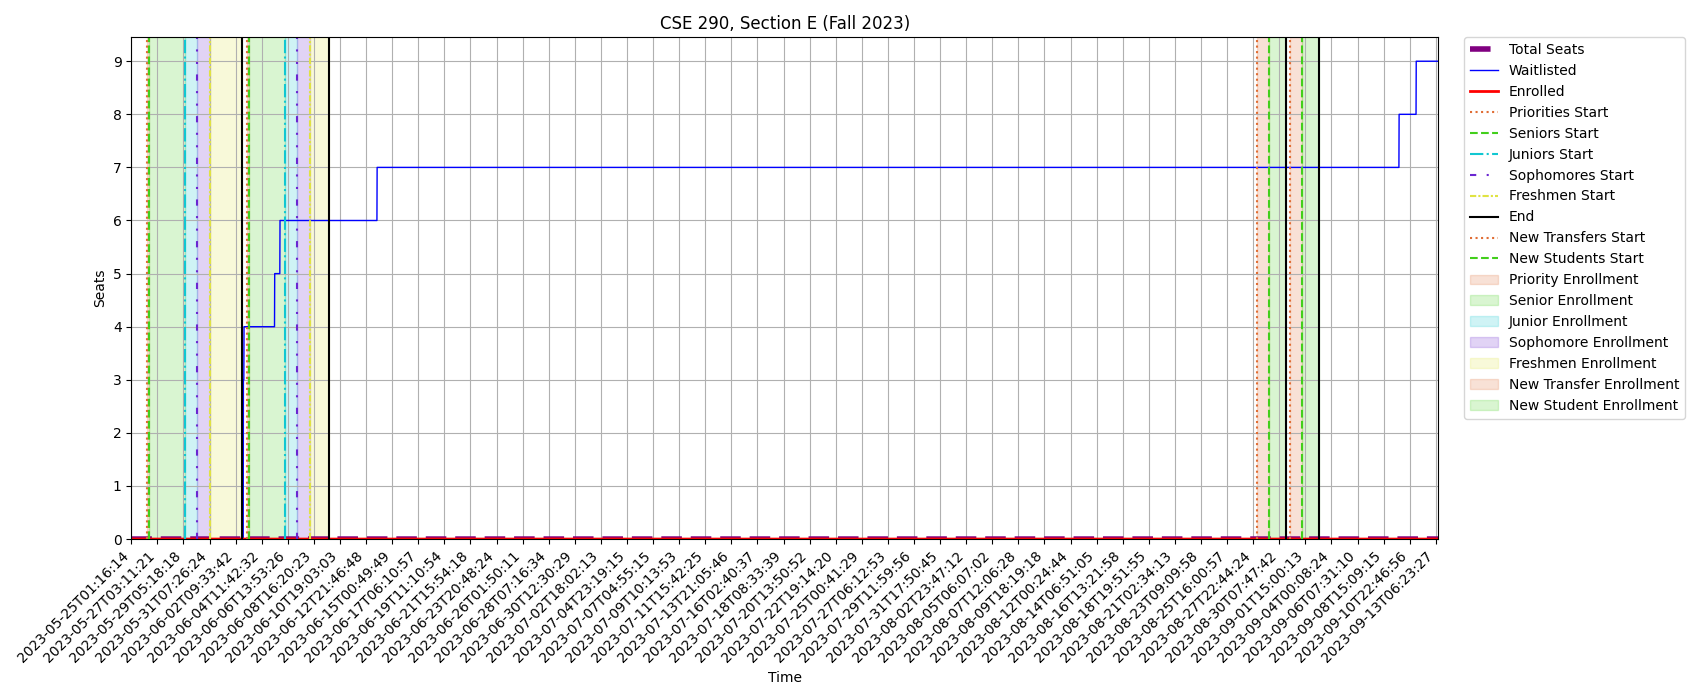 CSE 290, Section E (Fall 2023)
Seats
9
8
7
6
5
4
3
2
1
0
2023-05-25T01:16:14
2023-05-27T03:11:21
2023-05-29T05:18:18
2023-05-31T07:26:24
2023-06-02T09:33:42
2023-06-04T11:42:32
2023-06-06T13:53:26
2023-06-08T16:20:23
2023-06-10T19:03:03
2023-06-12T21:46:48
2023-06-15T00:49:49
2023-06-17T06:10:57
2023-06-19T11:10:54
2023-06-21T15:54:18
2023-06-23T20:48:24
2023-06-26T01:50:11
2023-06-28T07:16:34
2023-06-30T12:30:29
2023-07-02T18:02:13
2023-07-04T23:19:15
2023-07-07T04:55:15
2023-07-09T10:13:53
2023-07-11T15:42:25
2023-07-13T21:05:46
2023-07-16T02:40:37
2023-07-18T08:33:39
2023-07-20T13:50:52
2023-07-22T19:14:20
2023-07-25T00:41:29
2023-07-27T06:12:53
2023-07-29T11:59:56
2023-07-31T17:50:45
2023-08-02T23:47:12
2023-08-05T06:07:02
2023-08-07T12:06:28
2023-08-09T18:19:18
2023-08-12T00:24:44
2023-08-14T06:51:05
2023-08-16T13:21:58
2023-08-18T19:51:55
2023-08-21T02:34:13
2023-08-23T09:09:58
2023-08-25T16:00:57
2023-08-27T22:44:24
2023-08-30T07:47:42
2023-09-01T15:00:13
2023-09-04T00:08:24
2023-09-06T07:31:10
2023-09-08T15:09:15
2023-09-10T22:46:56
2023-09-13T06:23:27
Time
Total Seats
Waitlisted
Enrolled
Priorities Start
Seniors Start
Juniors Start
Sophomores Start
Freshmen Start
End
New Transfers Start
New Students Start
Priority Enrollment
Senior Enrollment
Junior Enrollment
Sophomore Enrollment
Freshmen Enrollment
New Transfer Enrollment
New Student Enrollment